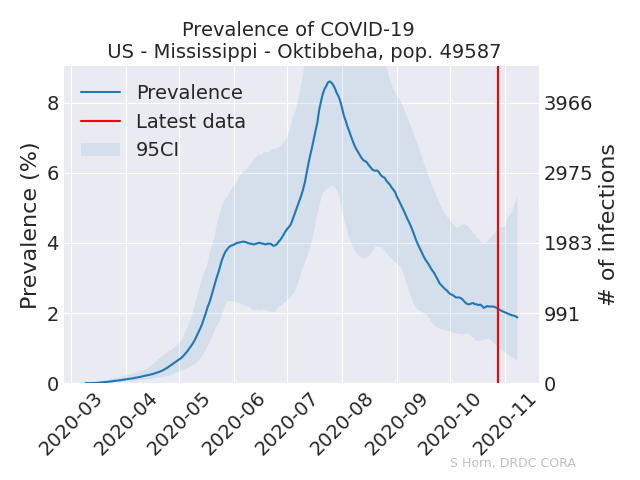 Prevalence of COVID-19
US - Mississippi - Oktibbeha, pop. 49587
Prevalence
Latest data
95CI
Prevalence (%)
8
6
4
2
0
3966
2975
1983
991
0
# of infections
2020-03
2020-04
2020-05
2020-06
2020-07
2020-08
2020-09
2020-10
2020-11
S Horn, DRDC CORA